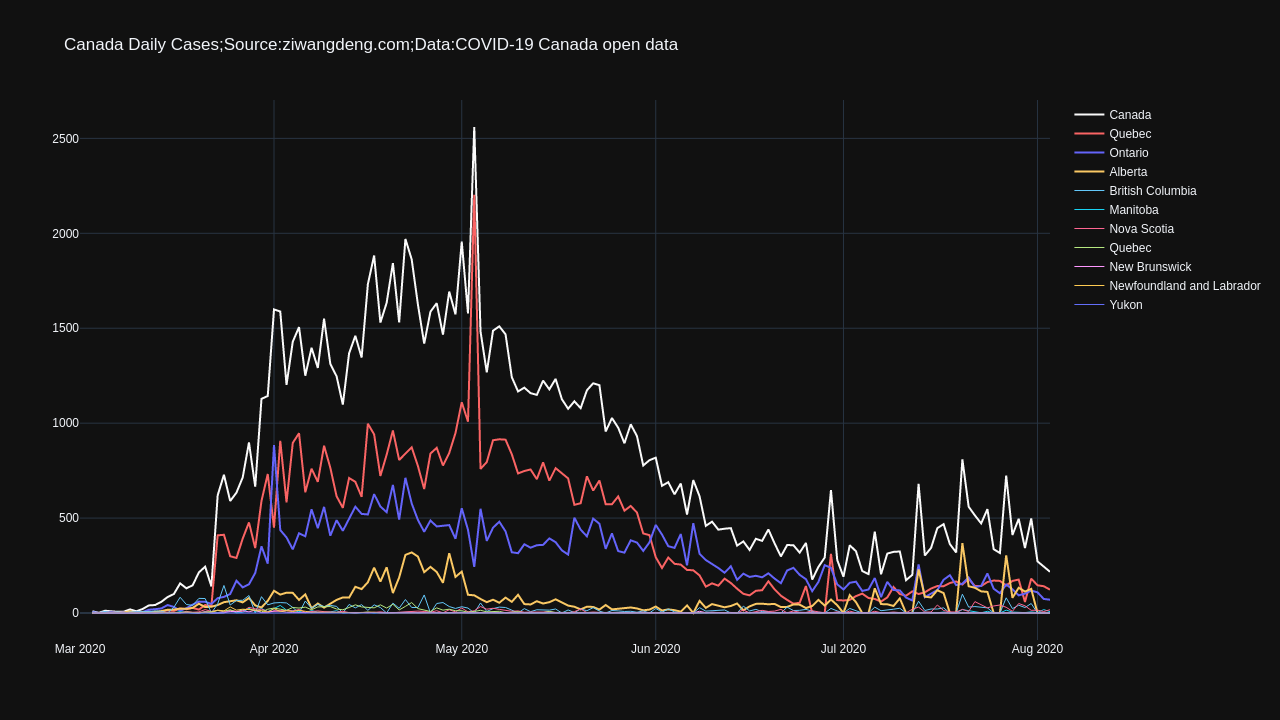 Canada Daily Cases;Source:ziwangdeng.com;Data:COVID-19 Canada open data
2500
2000
1500
1000
500
0
Mar 2020
Apr 2020
May 2020
Jun 2020
Jul 2020
Aug 2020
Canada
Quebec
Ontario
Alberta
British Columbia
Manitoba
Nova Scotia
Quebec
New Brunswick
Newfoundland and Labrador
Yukon